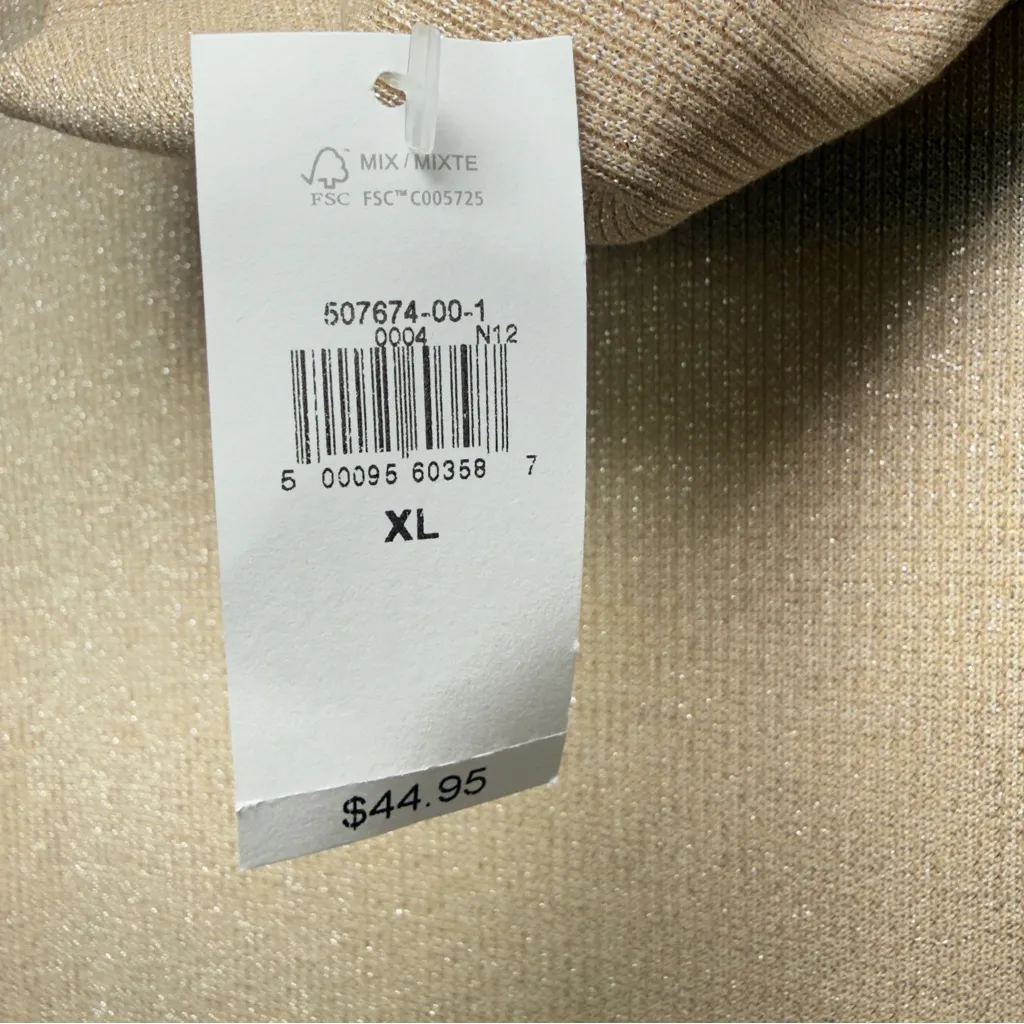 MIX / MIXTE
FSC FSC™ C005725
507674-00-1
0004 N12
5 00095 60358 7
XL
$44.95